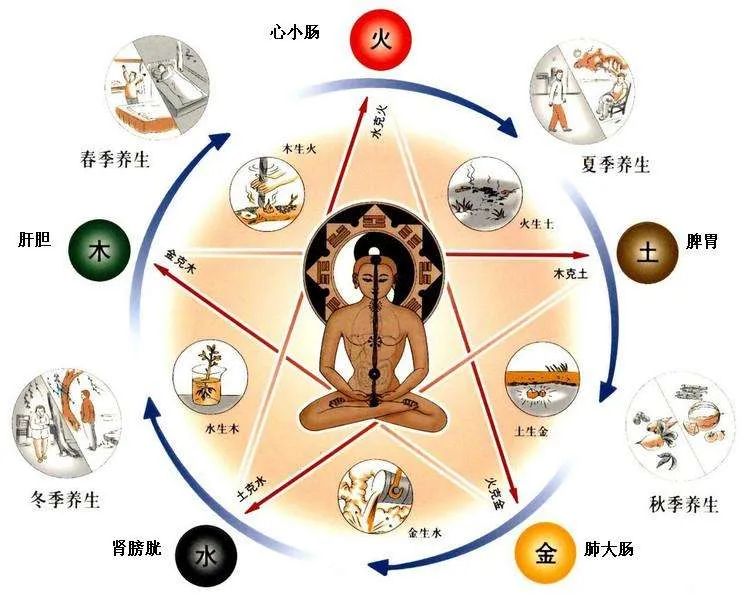 心小肠
火
水克火
春季养生
木生火
夏季养生
火生土
肝胆
木
金克木
木克土
土
脾胃
水生木
土生金
冬季养生
土克水
火克金
秋季养生
金生水
肾膀胱
水
金
肺大肠